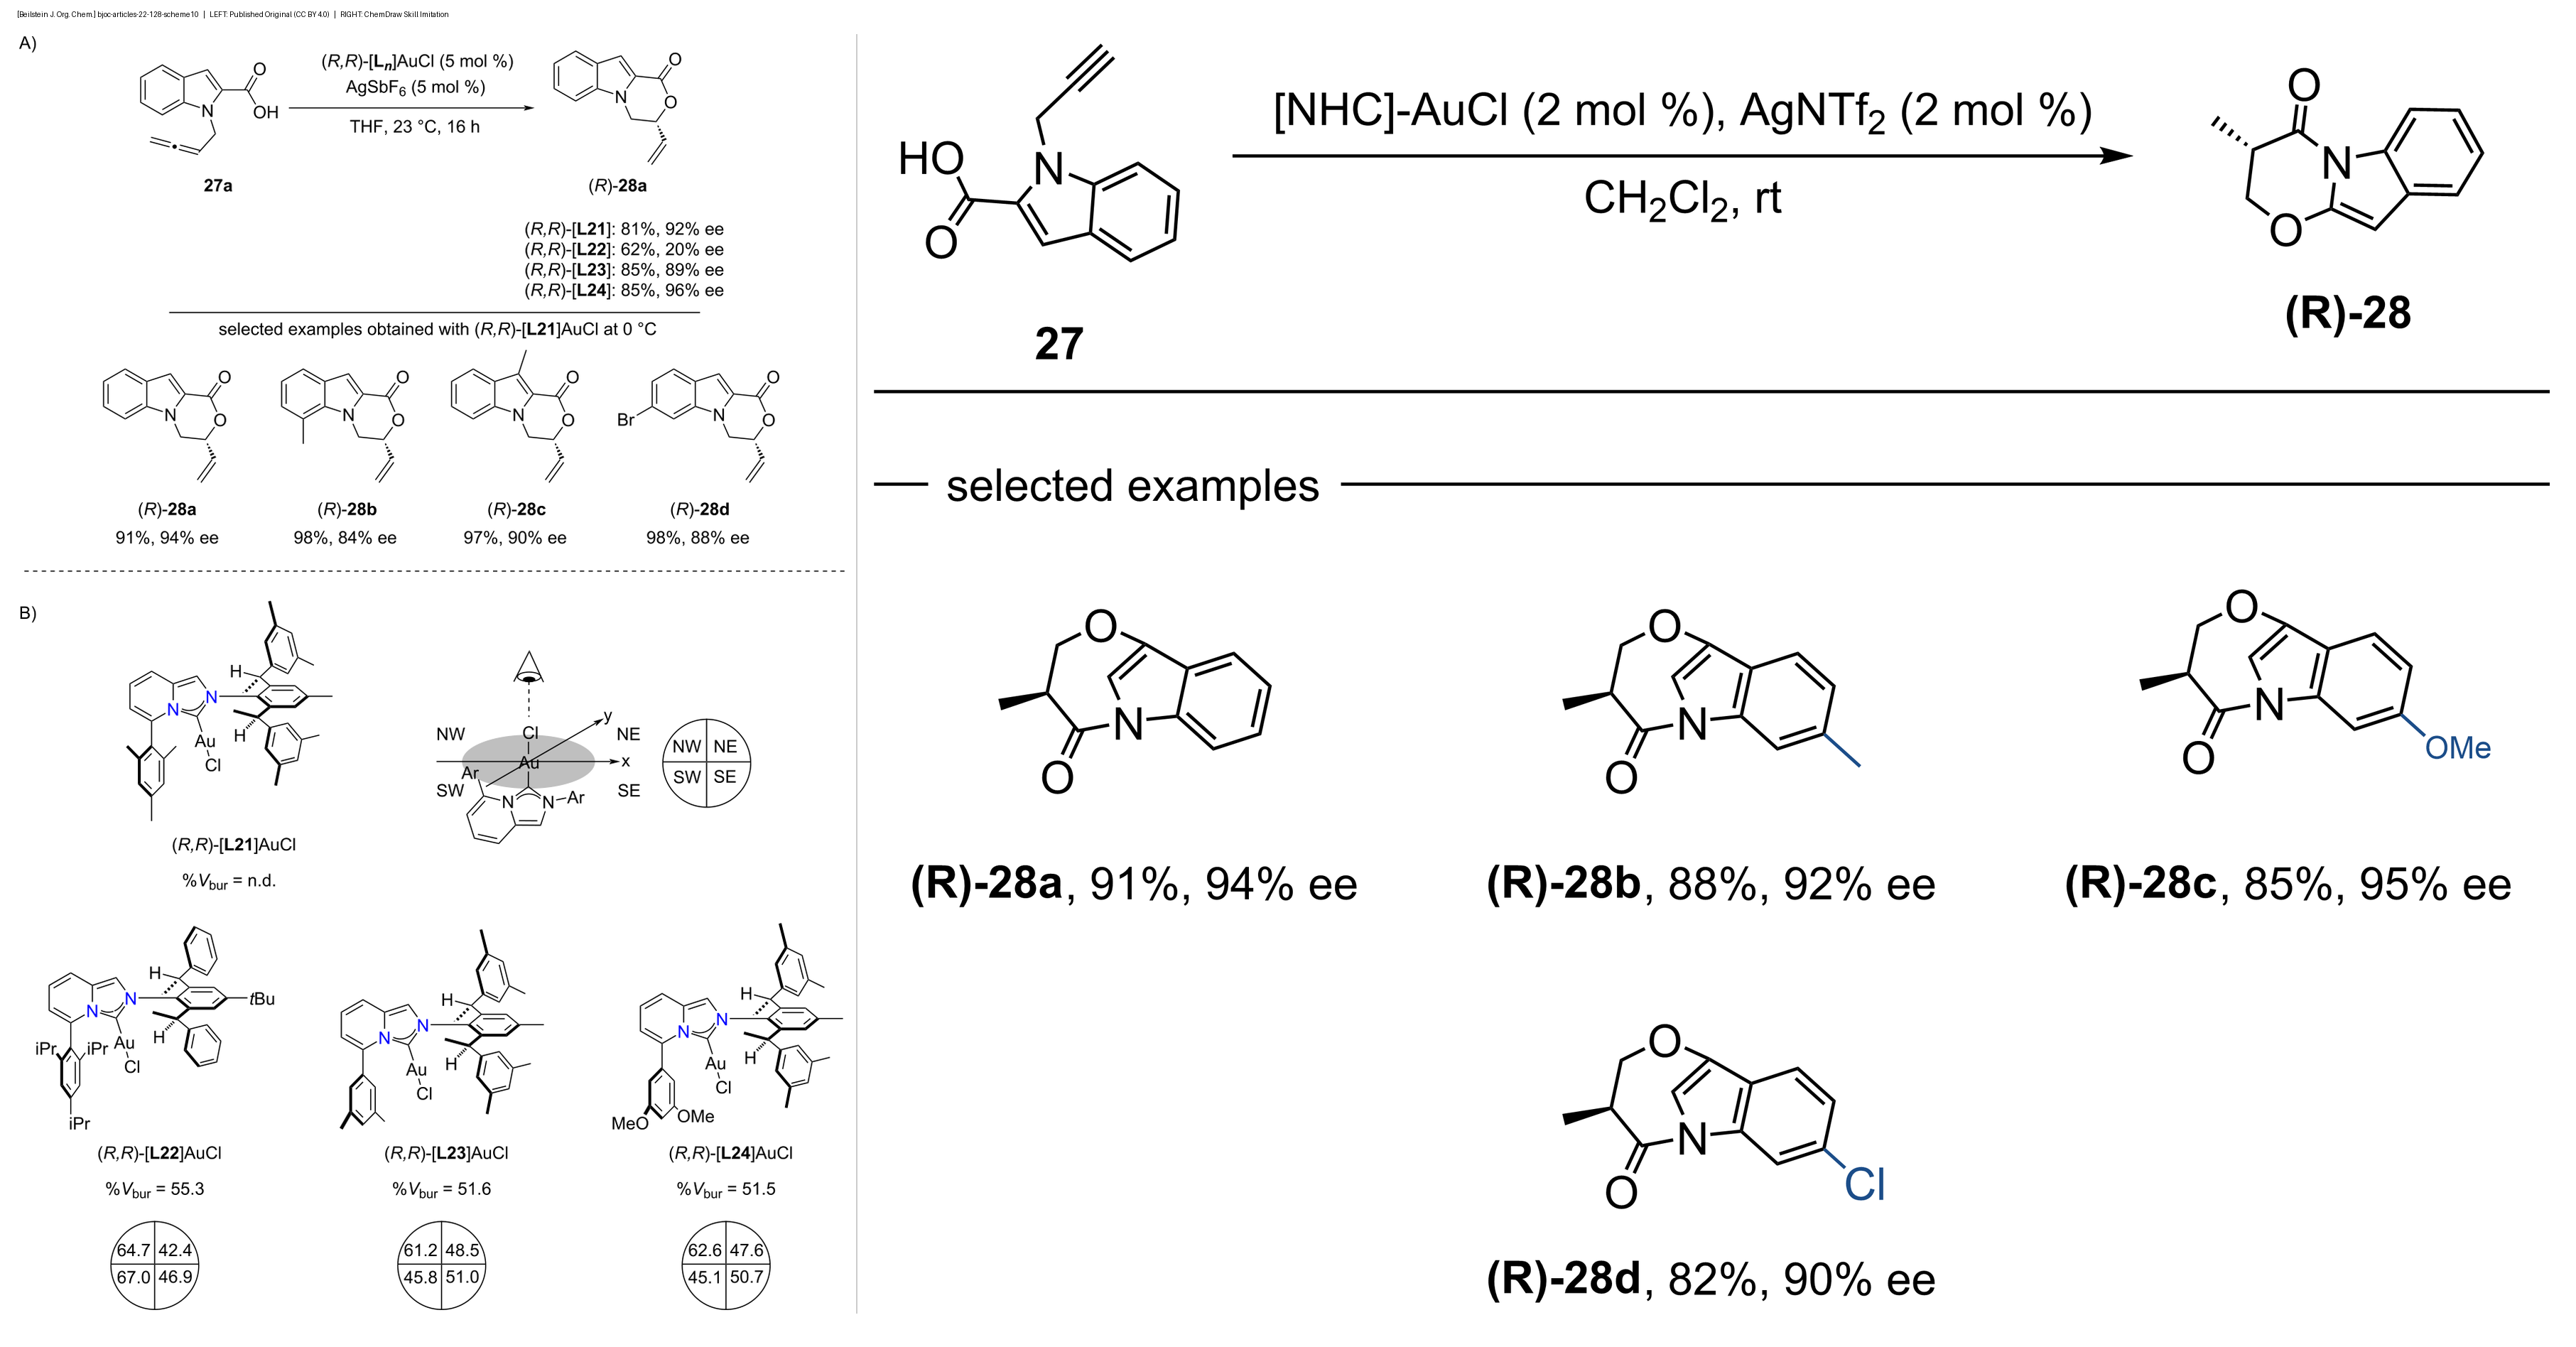 [Beilstein J. Org. Chem.] bjoc-articles-22-128-scheme10 | LEFT: Published Original (CC BY 4.0) | RIGHT: ChemDraw Skill Imitation
A)
O
OH
N
27a
(R,R)-[Ln]AuCl (5 mol %)
AgSbF6 (5 mol %)
THF, 23 °C, 16 h
O
O
N
(R)-28a
(R,R)-[L21]: 81%, 92% ee
(R,R)-[L22]: 62%, 20% ee
(R,R)-[L23]: 85%, 89% ee
(R,R)-[L24]: 85%, 96% ee
selected examples obtained with (R,R)-[L21]AuCl at 0 °C
O O O O
N O N O N O Br N O
(R)-28a (R)-28b (R)-28c (R)-28d
91%, 94% ee 98%, 84% ee 97%, 90% ee 98%, 88% ee
B)
H
N
N
H
Au
Cl
(R,R)-[L21]AuCl
%Vbur = n.d.
y
NW Cl NE
Au x
Ar
SW SE
N N Ar
NW NE
SW SE
H
N tBu
N
H
Au
iPr iPr
Cl
iPr
(R,R)-[L22]AuCl
%Vbur = 55.3
64.7 42.4
67.0 46.9
H
N
N
H
Au
Cl
(R,R)-[L23]AuCl
%Vbur = 51.6
61.2 48.5
45.8 51.0
H
N
N
H
Au
Cl
MeO OMe
(R,R)-[L24]AuCl
%Vbur = 51.5
62.6 47.6
45.1 50.7
HO N
O
27
[NHC]-AuCl (2 mol %), AgNTf2 (2 mol %)
CH2Cl2, rt
O
N
O
(R)-28
selected examples
O
N
O
(R)-28a, 91%, 94% ee
O
N
O
(R)-28b, 88%, 92% ee
O
N
OMe
O
(R)-28c, 85%, 95% ee
O
N
Cl
O
(R)-28d, 82%, 90% ee